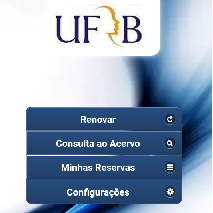 UFRB
Renovar
Consulta ao Acervo
Minhas Reservas
Configurações